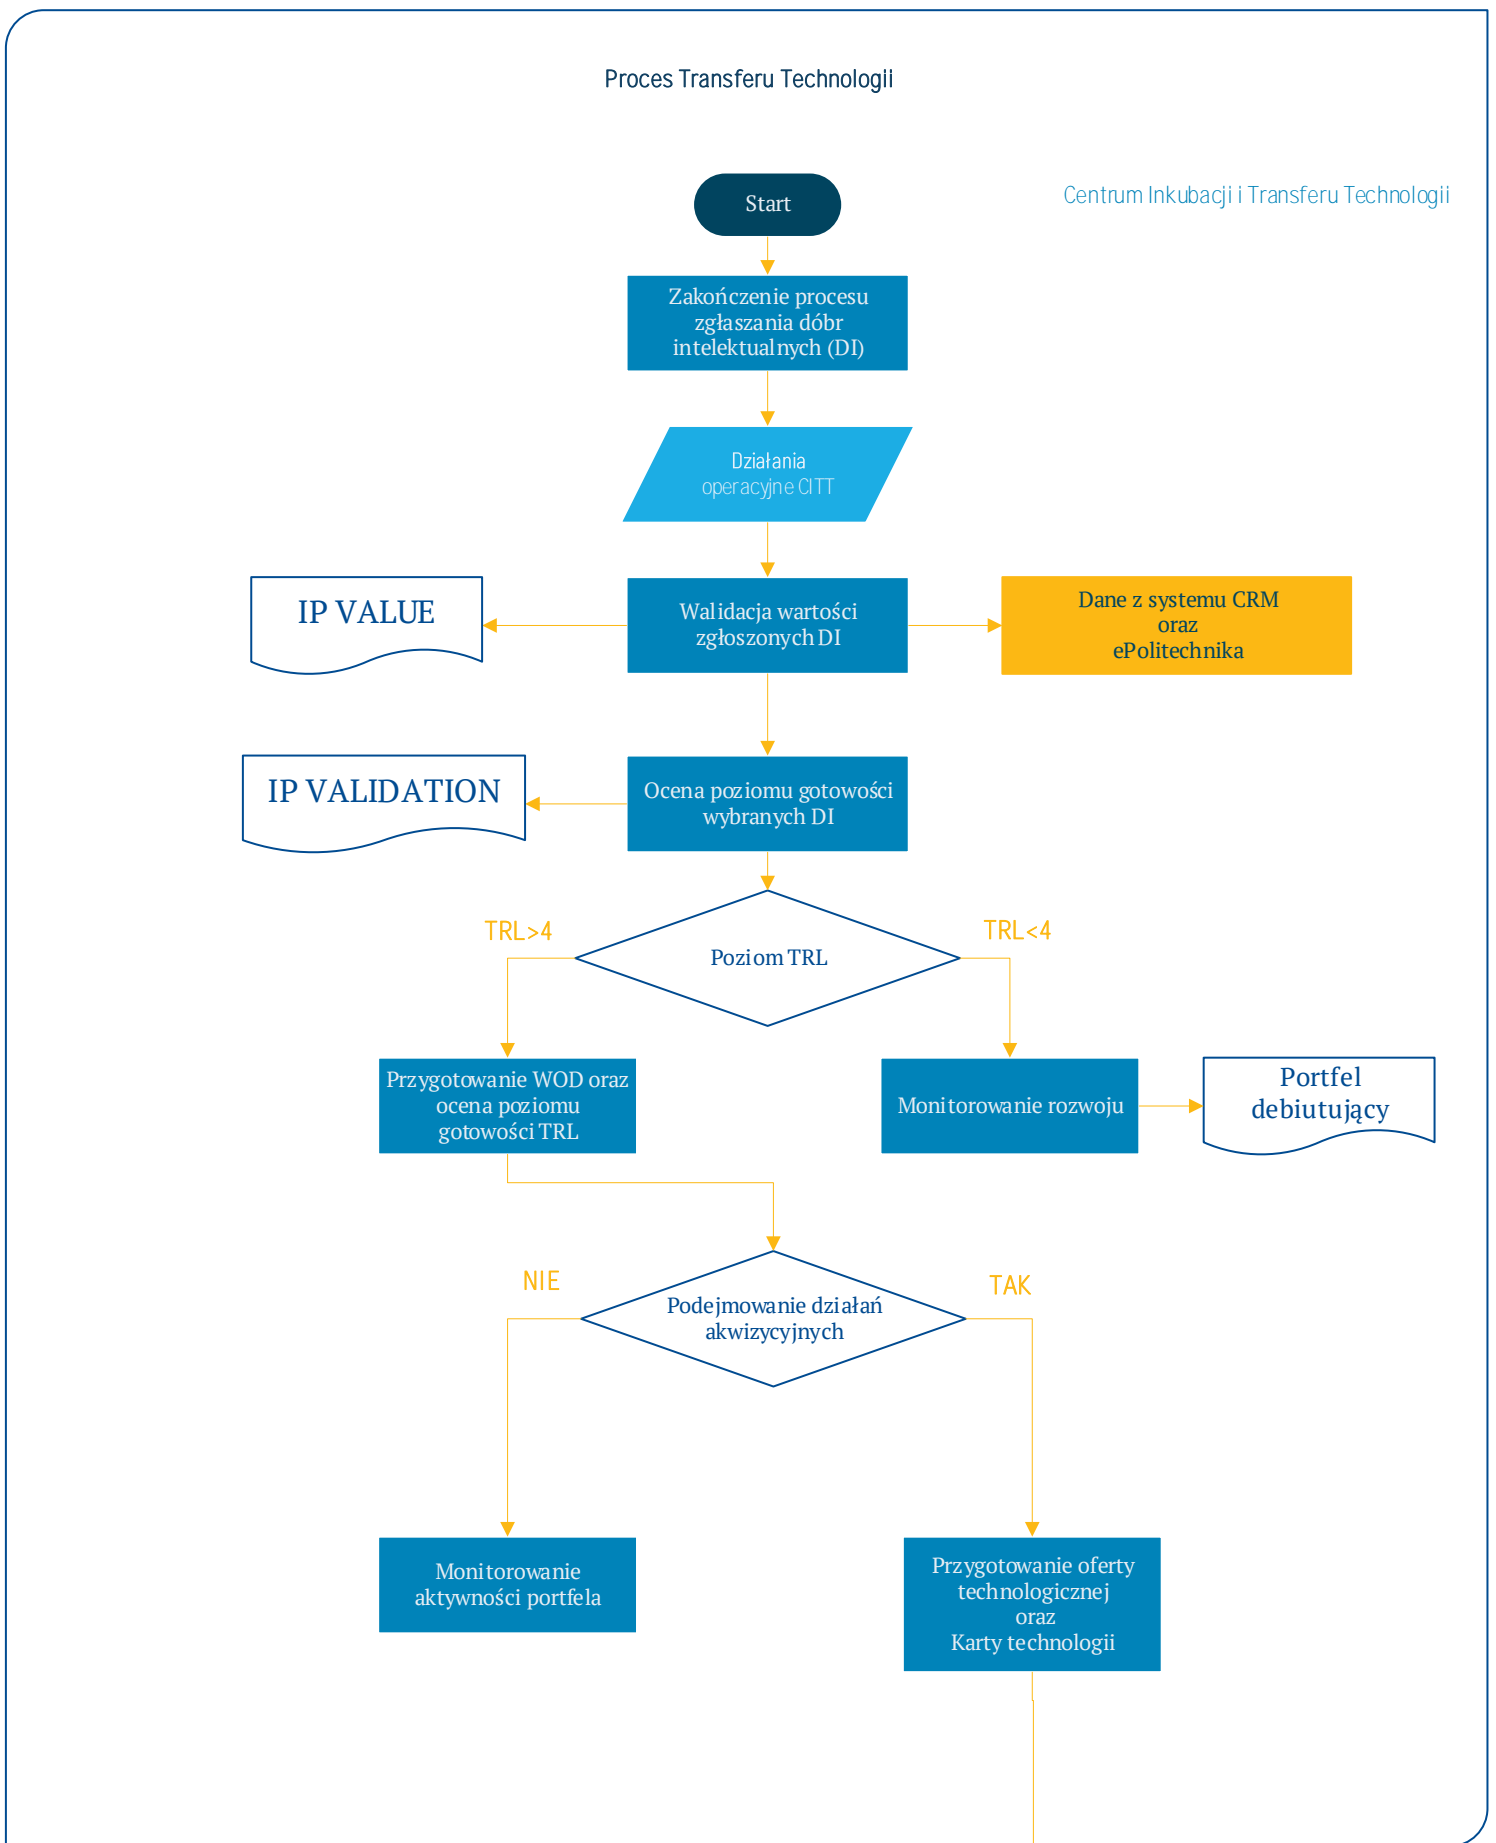 Proces Transferu Technologii
Centrum Inkubacji i Transferu Technologii
Start
Zakończenie procesu
zgłaszania dóbr
intelektualnych (DI)
Działania
operacyjne CITT
IP VALUE
Walidacja wartości
zgłoszonych DI
Dane z systemu CRM
oraz
ePolitechnika
IP VALIDATION
Ocena poziomu gotowości
wybranych DI
TRL>4
Poziom TRL
TRL<4
Przygotowanie WOD oraz
ocena poziomu
gotowości TRL
Monitorowanie rozwoju
Portfel
debiutujący
NIE
Podejmowanie działań
akwizycyjnych
TAK
Monitorowanie
aktywności portfela
Przygotowanie oferty
technologicznej
oraz
Karty technologii